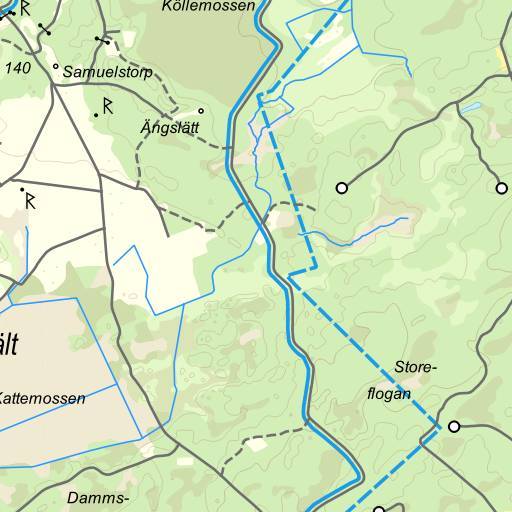 Köllemossen
140
Samuelstorp
Ängslätt
ält
Store-
flogan
Kattemossen
Damms-